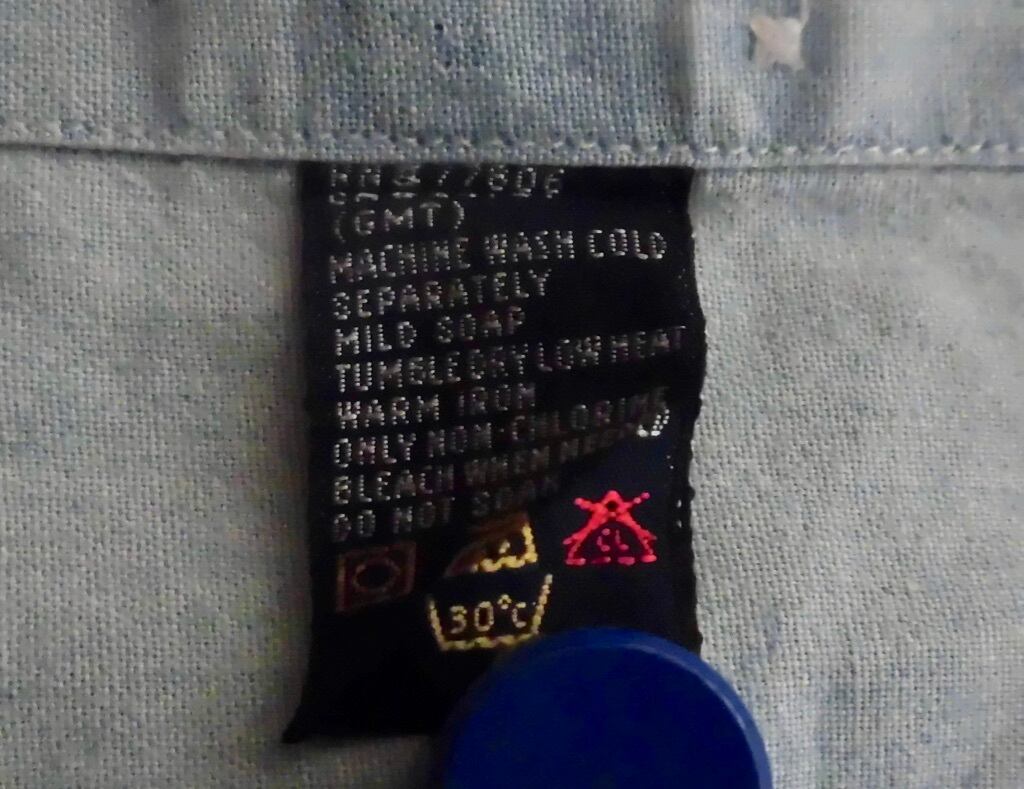 (GMT)
MACHINE WASH COLD
SEPARATELY
MILD SOAP
TUMBLE DRY LOW HEAT
WARM IRON
ONLY NON-CHLORINE
BLEACH WHEN NEEDED
DO NOT SOAK
CL
30°C